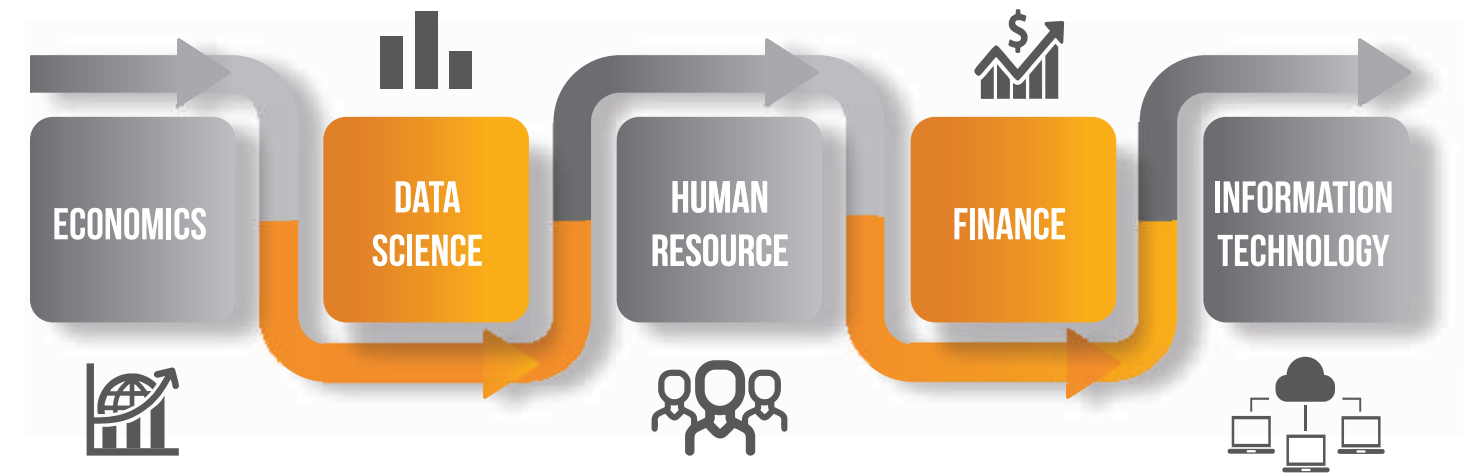 ECONOMICS
DATA
SCIENCE
HUMAN
RESOURCE
$
FINANCE
INFORMATION
TECHNOLOGY